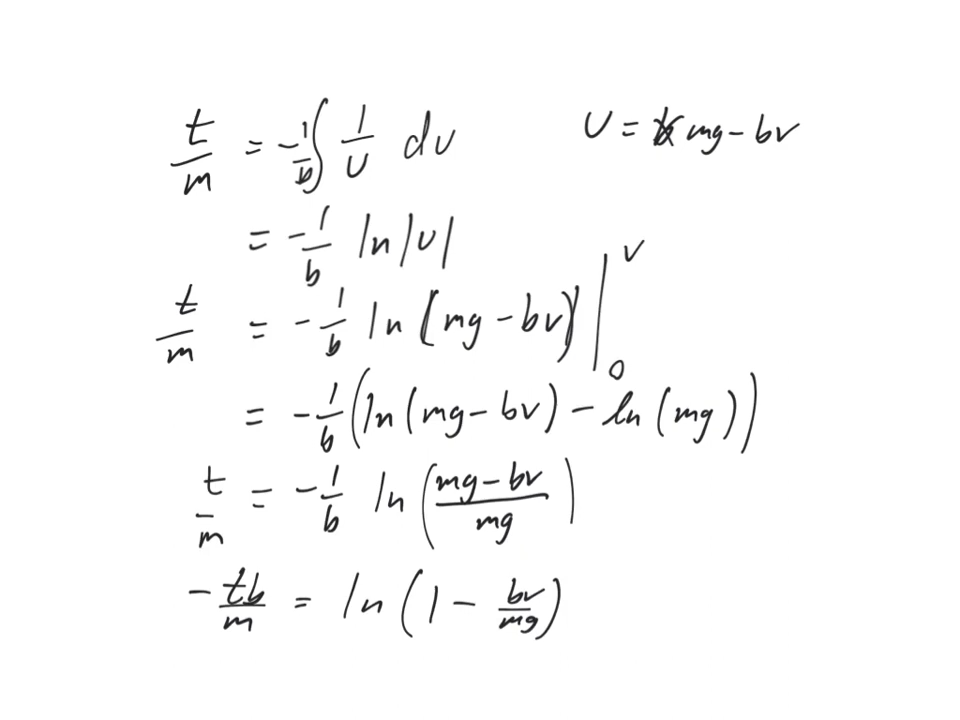 t/m = -1/b ∫ 1/u du u = mg - bv
= -1/b ln|u|
t/m = -1/b ln(mg - bv) |₀ᵛ
= -1/b (ln(mg - bv) - ln(mg))
t/m = -1/b ln((mg - bv)/mg)
-tb/m = ln(1 - bv/mg)